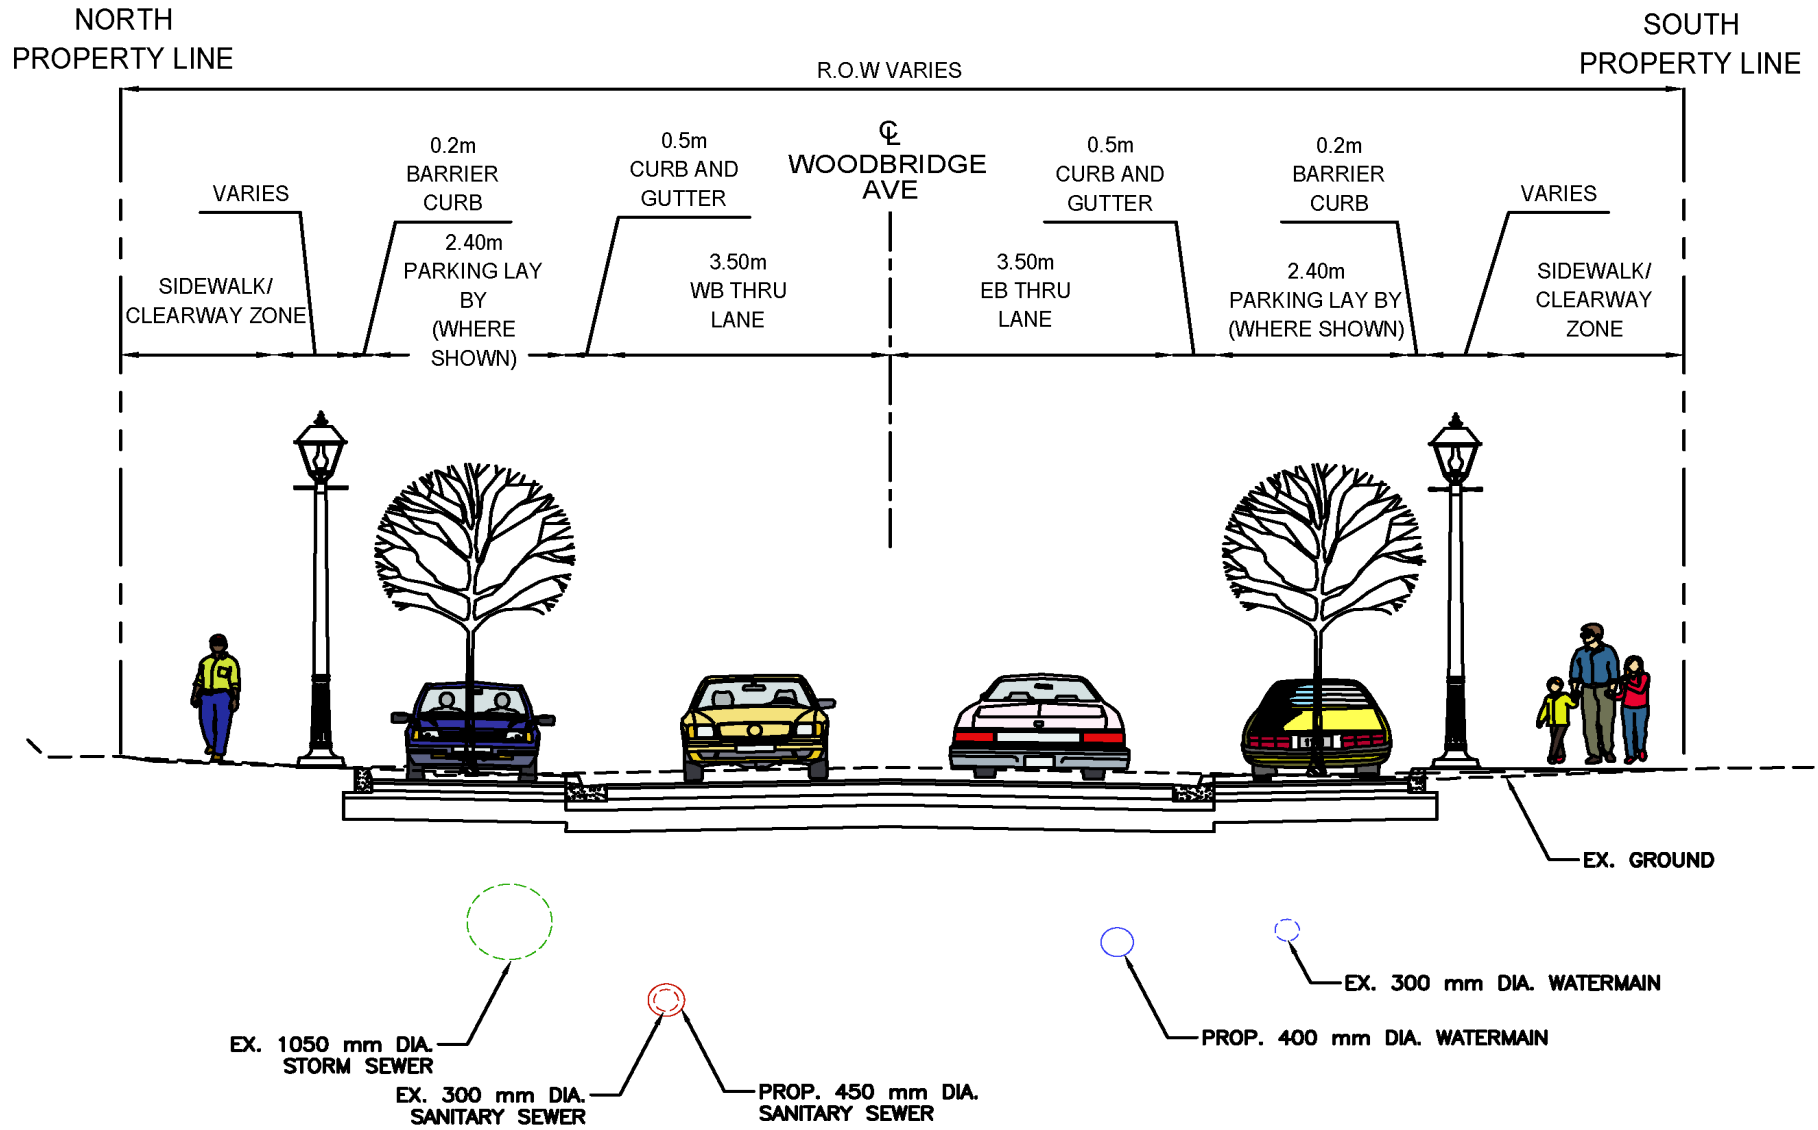 NORTH
PROPERTY LINE
SOUTH
PROPERTY LINE
R.O.W VARIES
VARIES
SIDEWALK/
CLEARWAY ZONE
0.2m
BARRIER
CURB
2.40m
PARKING LAY
BY
(WHERE
SHOWN)
0.5m
CURB AND
GUTTER
3.50m
WB THRU
LANE
℄
WOODBRIDGE
AVE
3.50m
EB THRU
LANE
0.5m
CURB AND
GUTTER
0.2m
BARRIER
CURB
2.40m
PARKING LAY BY
(WHERE SHOWN)
VARIES
SIDEWALK/
CLEARWAY
ZONE
EX. GROUND
EX. 1050 mm DIA.
STORM SEWER
EX. 300 mm DIA.
SANITARY SEWER
PROP. 450 mm DIA.
SANITARY SEWER
PROP. 400 mm DIA. WATERMAIN
EX. 300 mm DIA. WATERMAIN